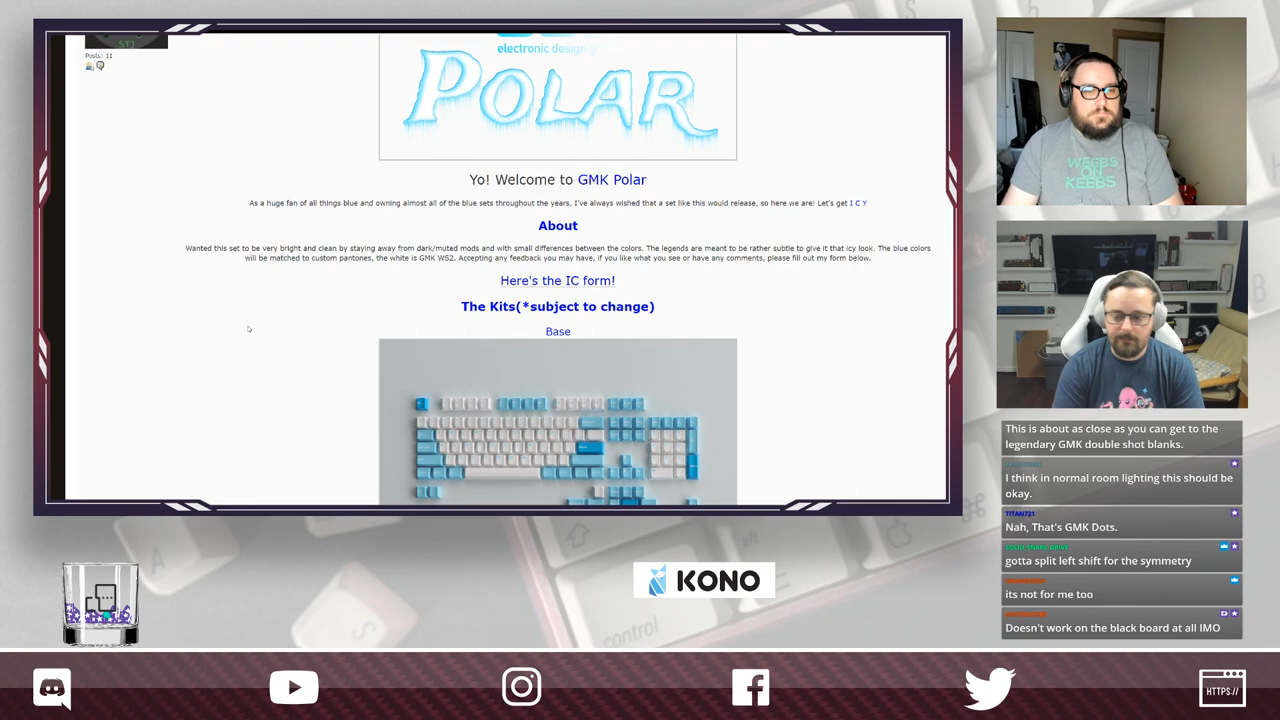 STJ
Posts: 11
electronic design
POLAR
Yo! Welcome to GMK Polar
As a huge fan of all things blue and owning almost all of the blue sets throughout the years, I've always wished that a set like this would release, so here we are! Let's get I C Y
About
Wanted this set to be very bright and clean by staying away from dark/muted mods and with small differences between the colors. The legends are meant to be rather subtle to give it that icy look. The blue colors
will be matched to custom pantones, the white is GMK WS2. Accepting any feedback you may have, if you like what you see or have any comments, please fill out my form below.
Here's the IC form!
The Kits(*subject to change)
Base
WEEBS
ON
KEEBS
This is about as close as you can get to the
legendary GMK double shot blanks.
I think in normal room lighting this should be
okay.
TITAN721
Nah, That's GMK Dots.
SOLID_SNAKE_DRIVE
gotta split left shift for the symmetry
its not for me too
Doesn't work on the black board at all IMO
KONO
control
HTTPS://